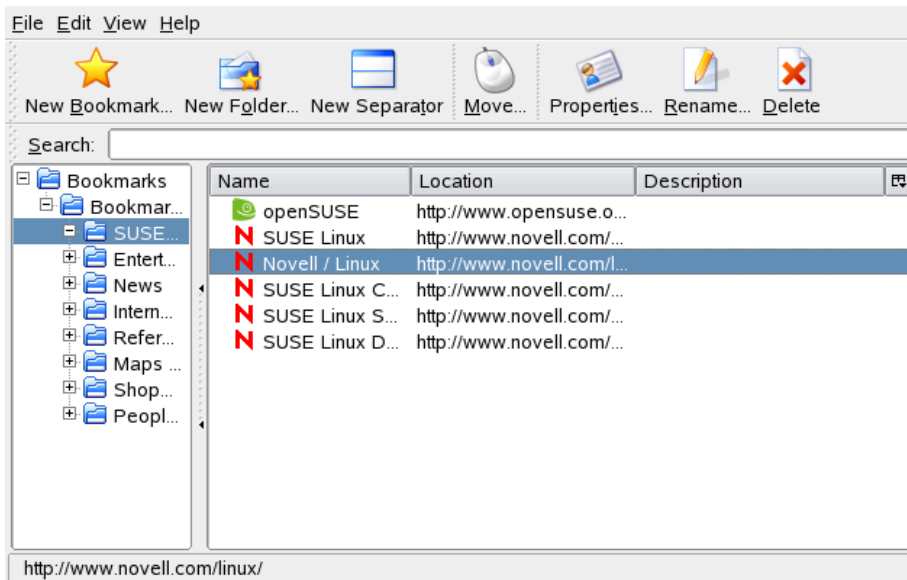 File Edit View Help
New Bookmark... New Folder... New Separator Move... Properties... Rename... Delete
Search:
Bookmarks
Bookmar...
SUSE...
Entert...
News
Intern...
Refer...
Maps ...
Shop...
Peopl...
Name Location Description
openSUSE http://www.opensuse.o...
SUSE Linux http://www.novell.com/...
Novell / Linux http://www.novell.com/l...
SUSE Linux C... http://www.novell.com/...
SUSE Linux S... http://www.novell.com/...
SUSE Linux D... http://www.novell.com/...
http://www.novell.com/linux/